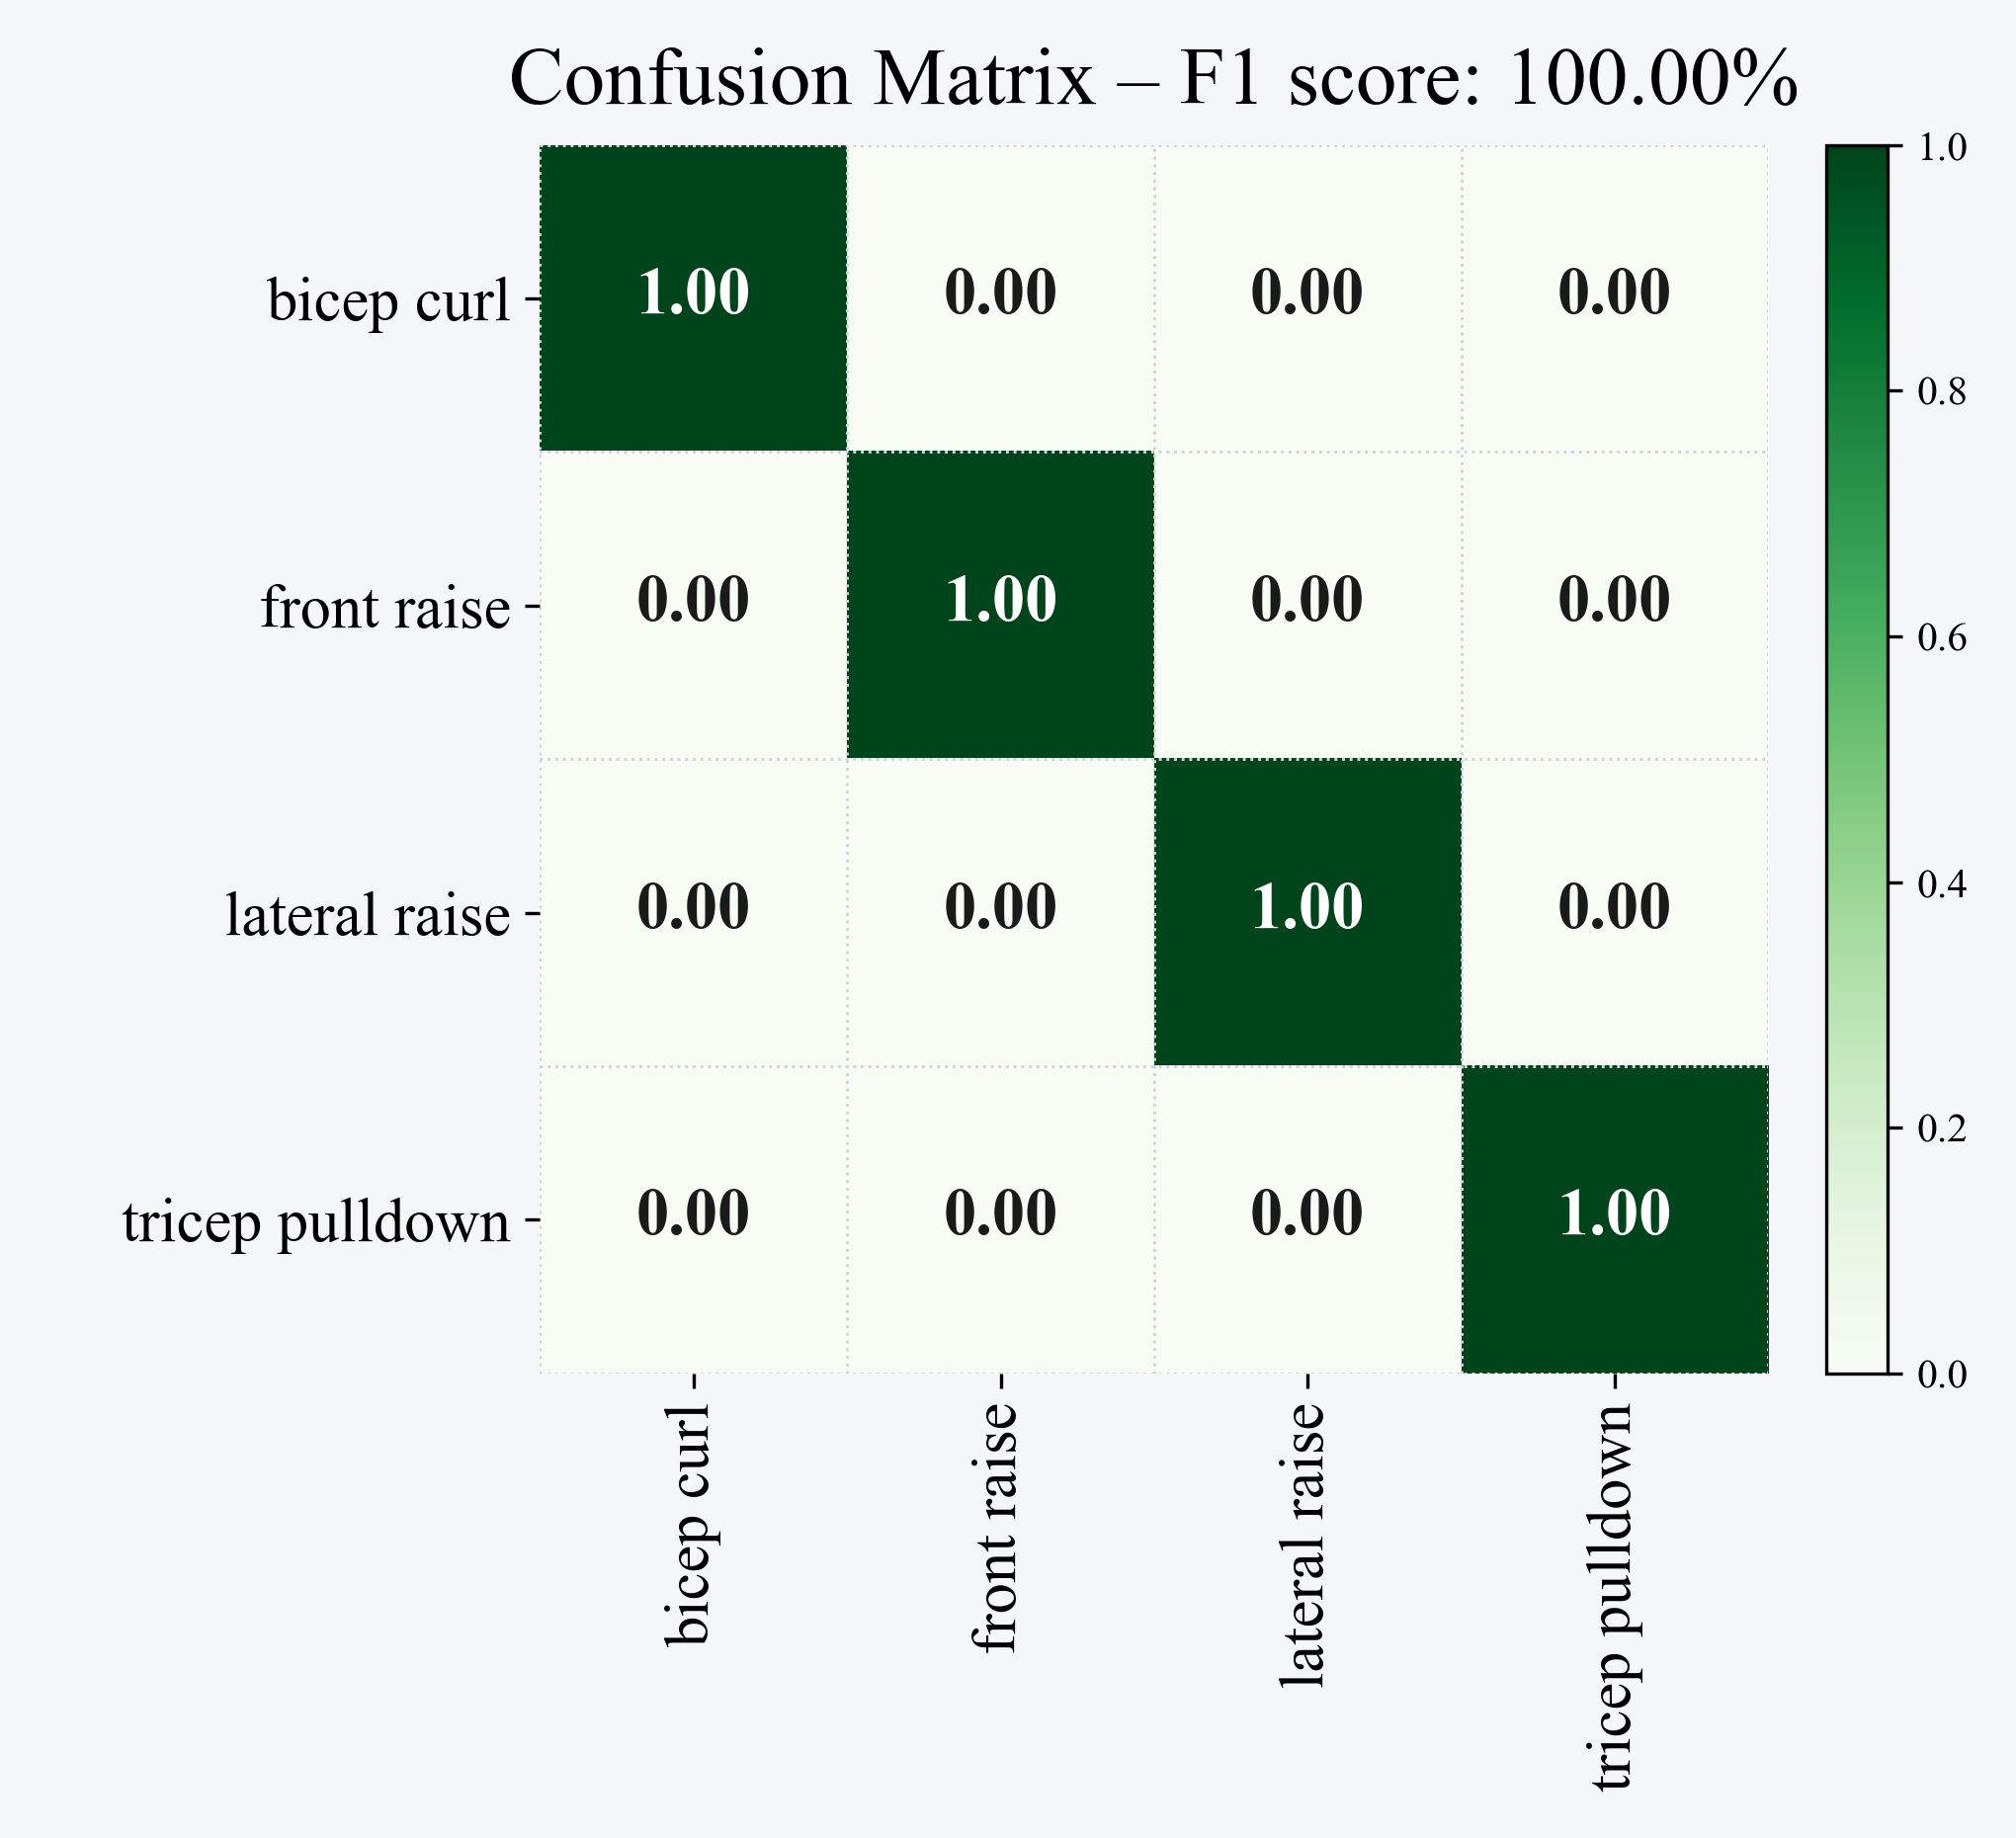 Confusion Matrix – F1 score: 100.00%
bicep curl 1.00 0.00 0.00 0.00
front raise 0.00 1.00 0.00 0.00
lateral raise 0.00 0.00 1.00 0.00
tricep pulldown 0.00 0.00 0.00 1.00
bicep curl
front raise
lateral raise
tricep pulldown
1.0
0.8
0.6
0.4
0.2
0.0